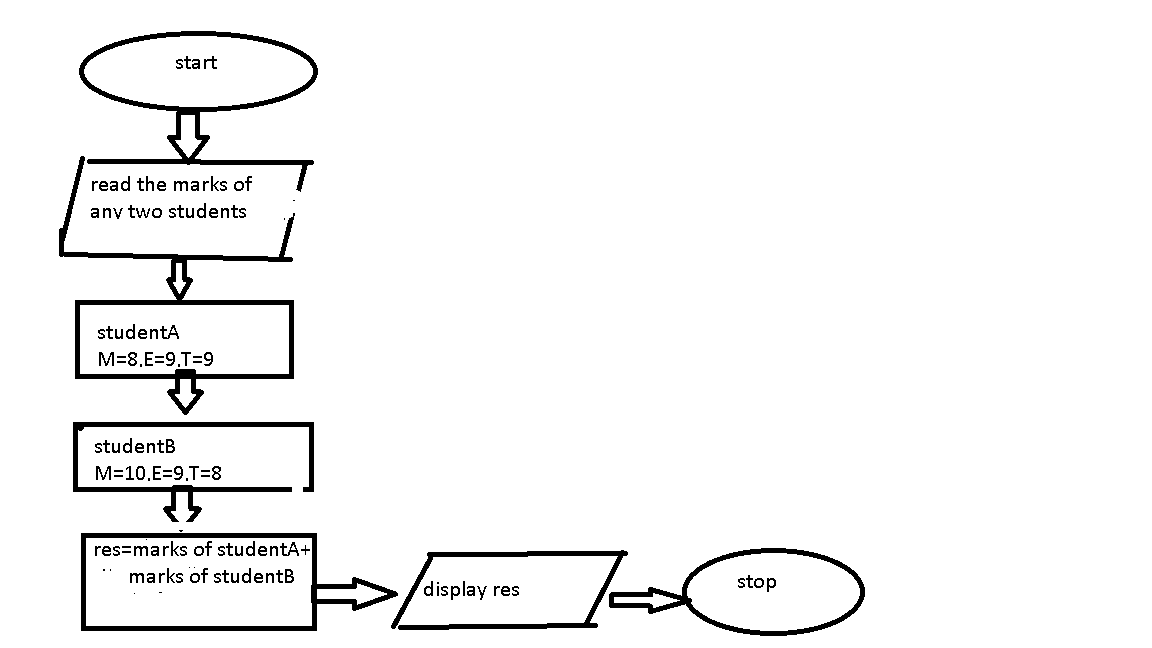 start
read the marks of
any two students
studentA
M=8,E=9,T=9
studentB
M=10,E=9,T=8
res=marks of studentA+
marks of studentB
display res
stop